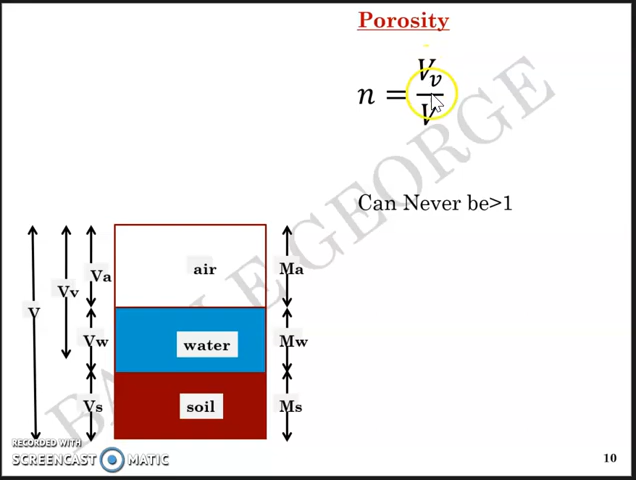 Porosity
n = Vv/V
Can Never be>1
air
Va
Ma
Vv
V
Vw
water
Mw
Vs
soil
Ms
RECORDED WITH
SCREENCAST MATIC
10